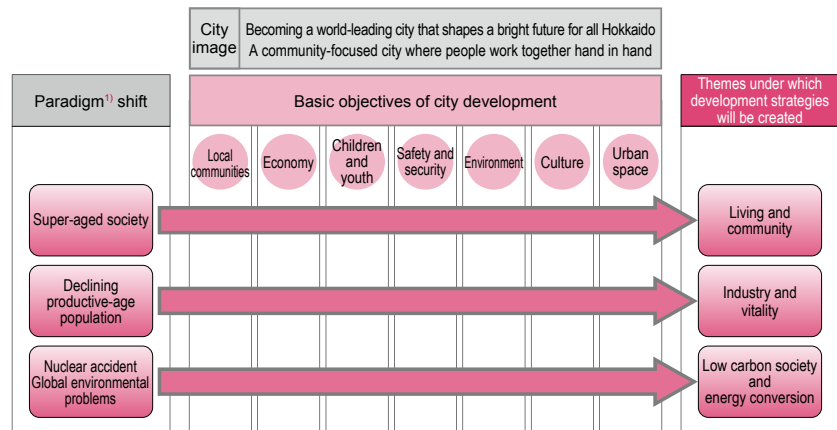 City
image
Becoming a world-leading city that shapes a bright future for all Hokkaido
A community-focused city where people work together hand in hand
Paradigm1) shift
Basic objectives of city development
Themes under which
development strategies
will be created
Local
communities
Economy
Children
and
youth
Safety and
security
Environment
Culture
Urban
space
Super-aged society
Living and
community
Declining
productive-age
population
Industry and
vitality
Nuclear accident
Global environmental
problems
Low carbon society
and
energy conversion